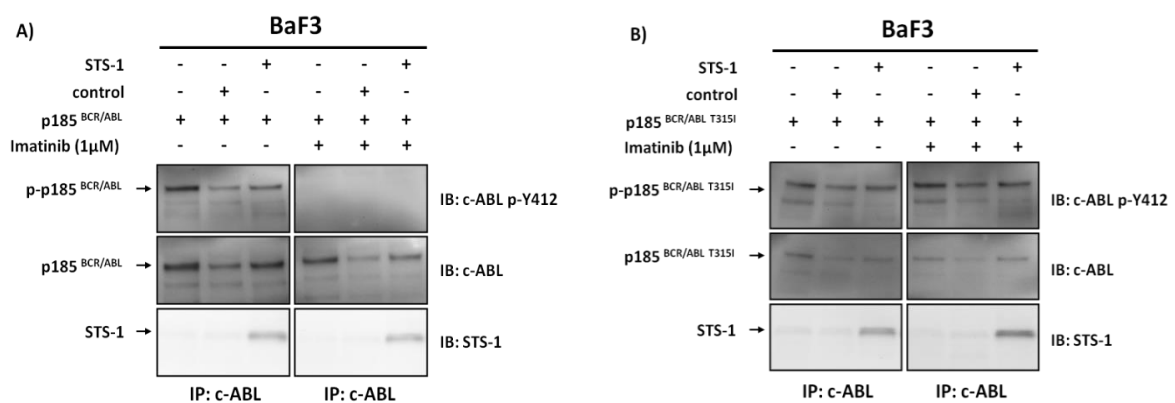 A)
BaF3
STS-1 - - + - - +
control - + - - + -
p185 BCR/ABL + + + + + +
Imatinib (1μM) - - - + + +
p-p185 BCR/ABL IB: c-ABL p-Y412
p185 BCR/ABL IB: c-ABL
STS-1 IB: STS-1
IP: c-ABL IP: c-ABL
B)
BaF3
STS-1 - - + - - +
control - + - - + -
p185 BCR/ABL T315I + + + + + +
Imatinib (1μM) - - - + + +
p-p185 BCR/ABL T315I IB: c-ABL p-Y412
p185 BCR/ABL T315I IB: c-ABL
STS-1 IB: STS-1
IP: c-ABL IP: c-ABL